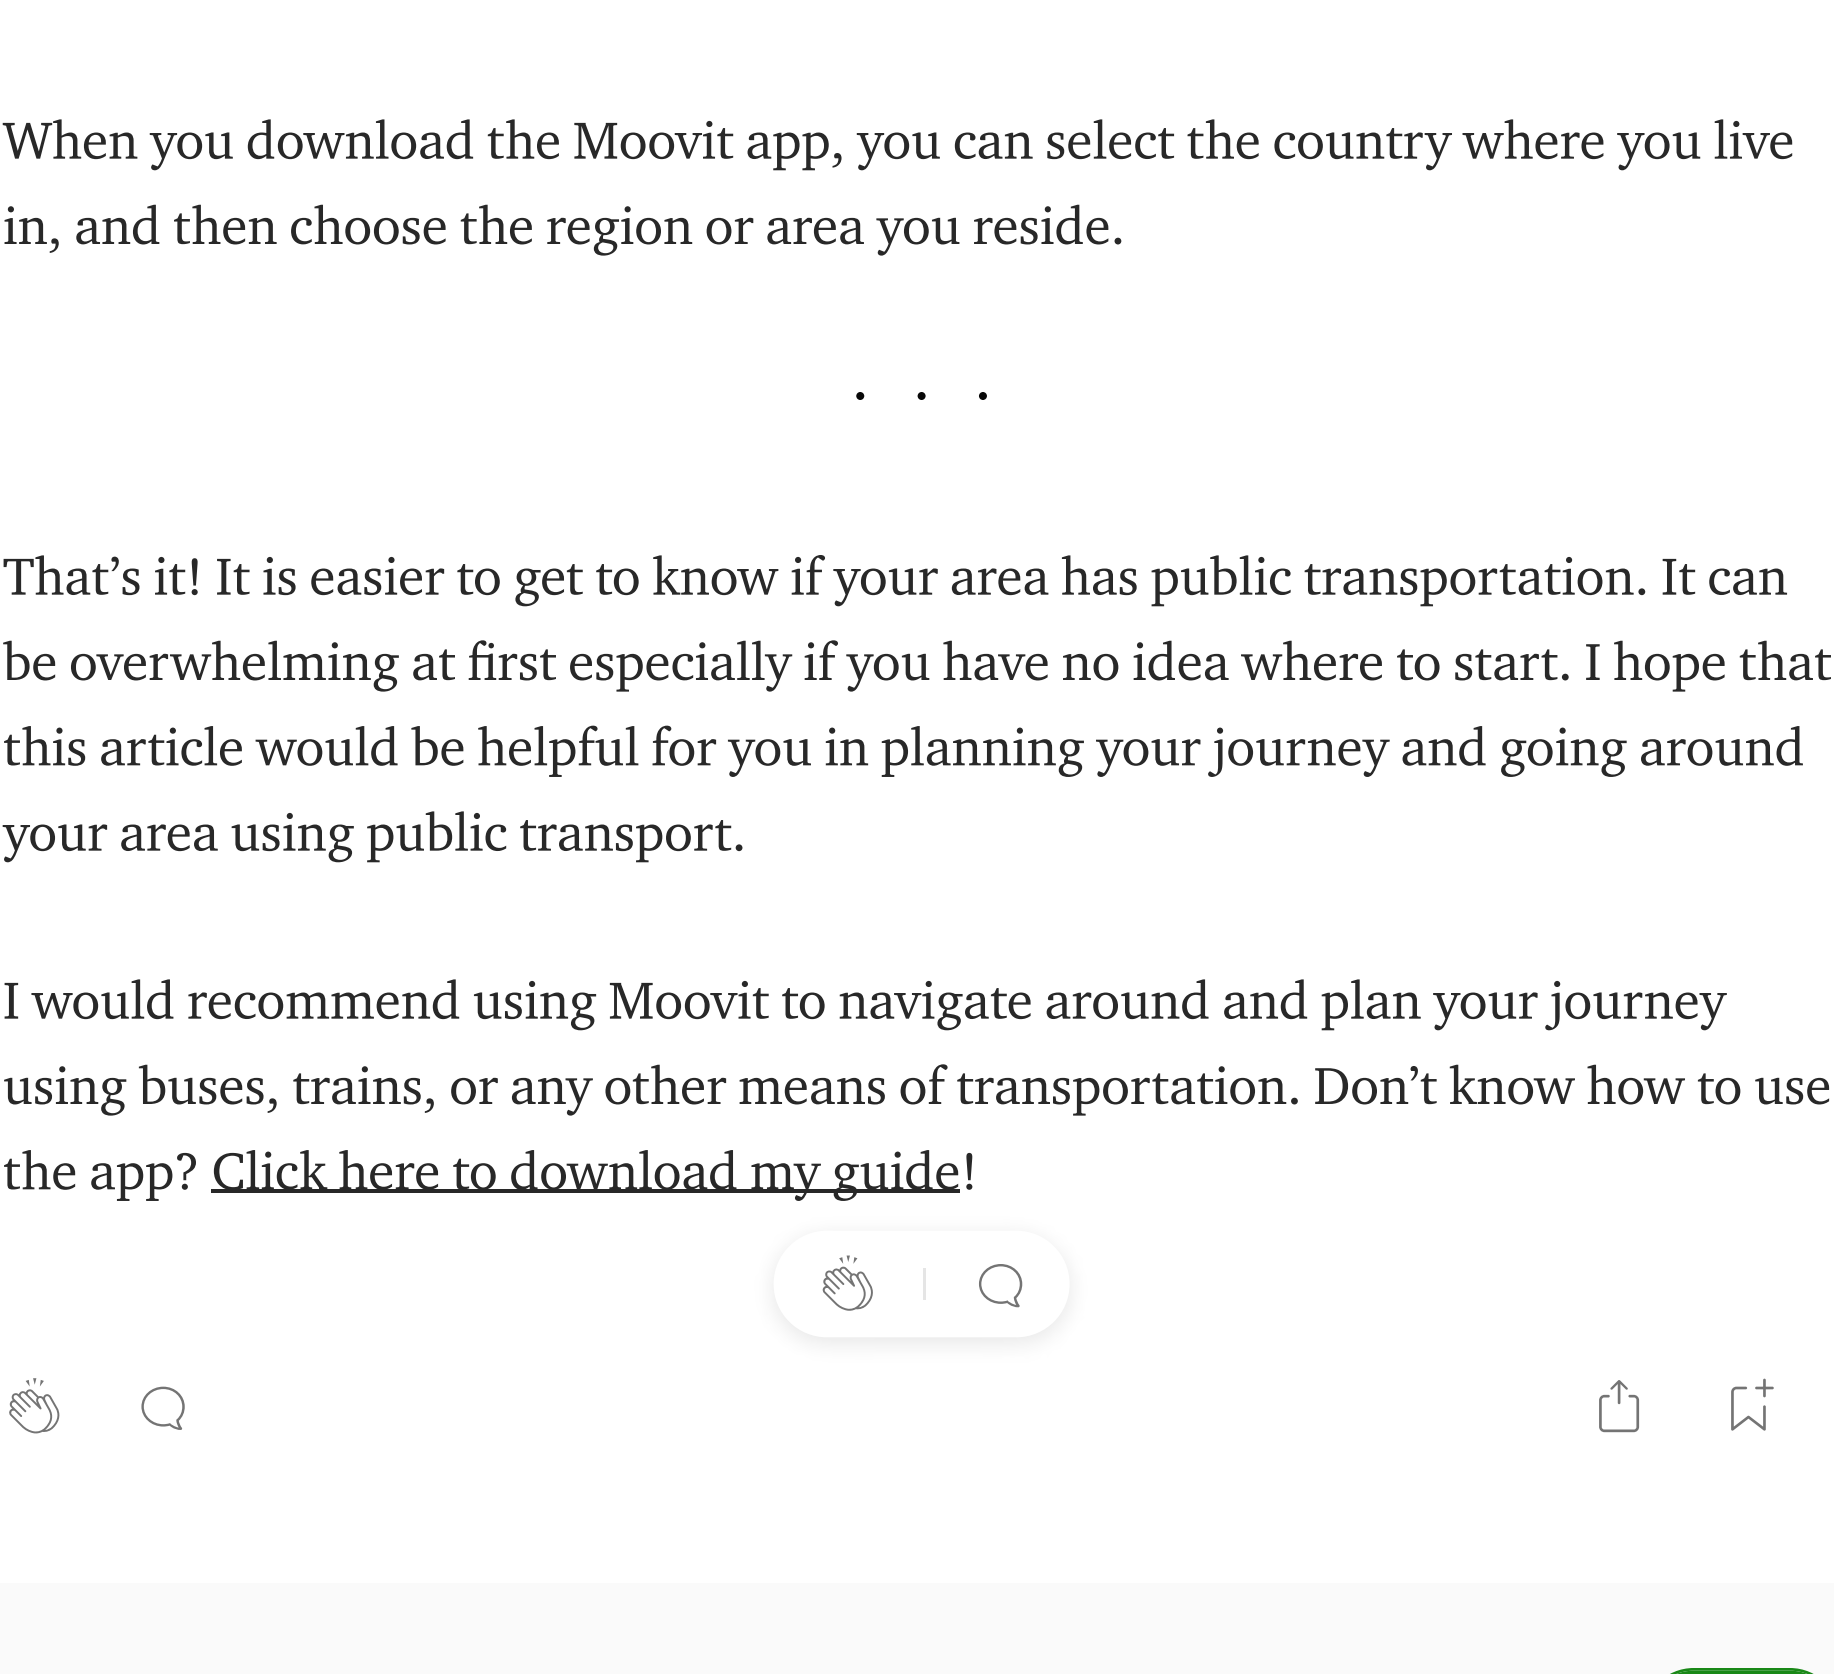 When you download the Moovit app, you can select the country where you live
in, and then choose the region or area you reside.
. . .
That’s it! It is easier to get to know if your area has public transportation. It can
be overwhelming at first especially if you have no idea where to start. I hope that
this article would be helpful for you in planning your journey and going around
your area using public transport.
I would recommend using Moovit to navigate around and plan your journey
using buses, trains, or any other means of transportation. Don’t know how to use
the app? Click here to download my guide!